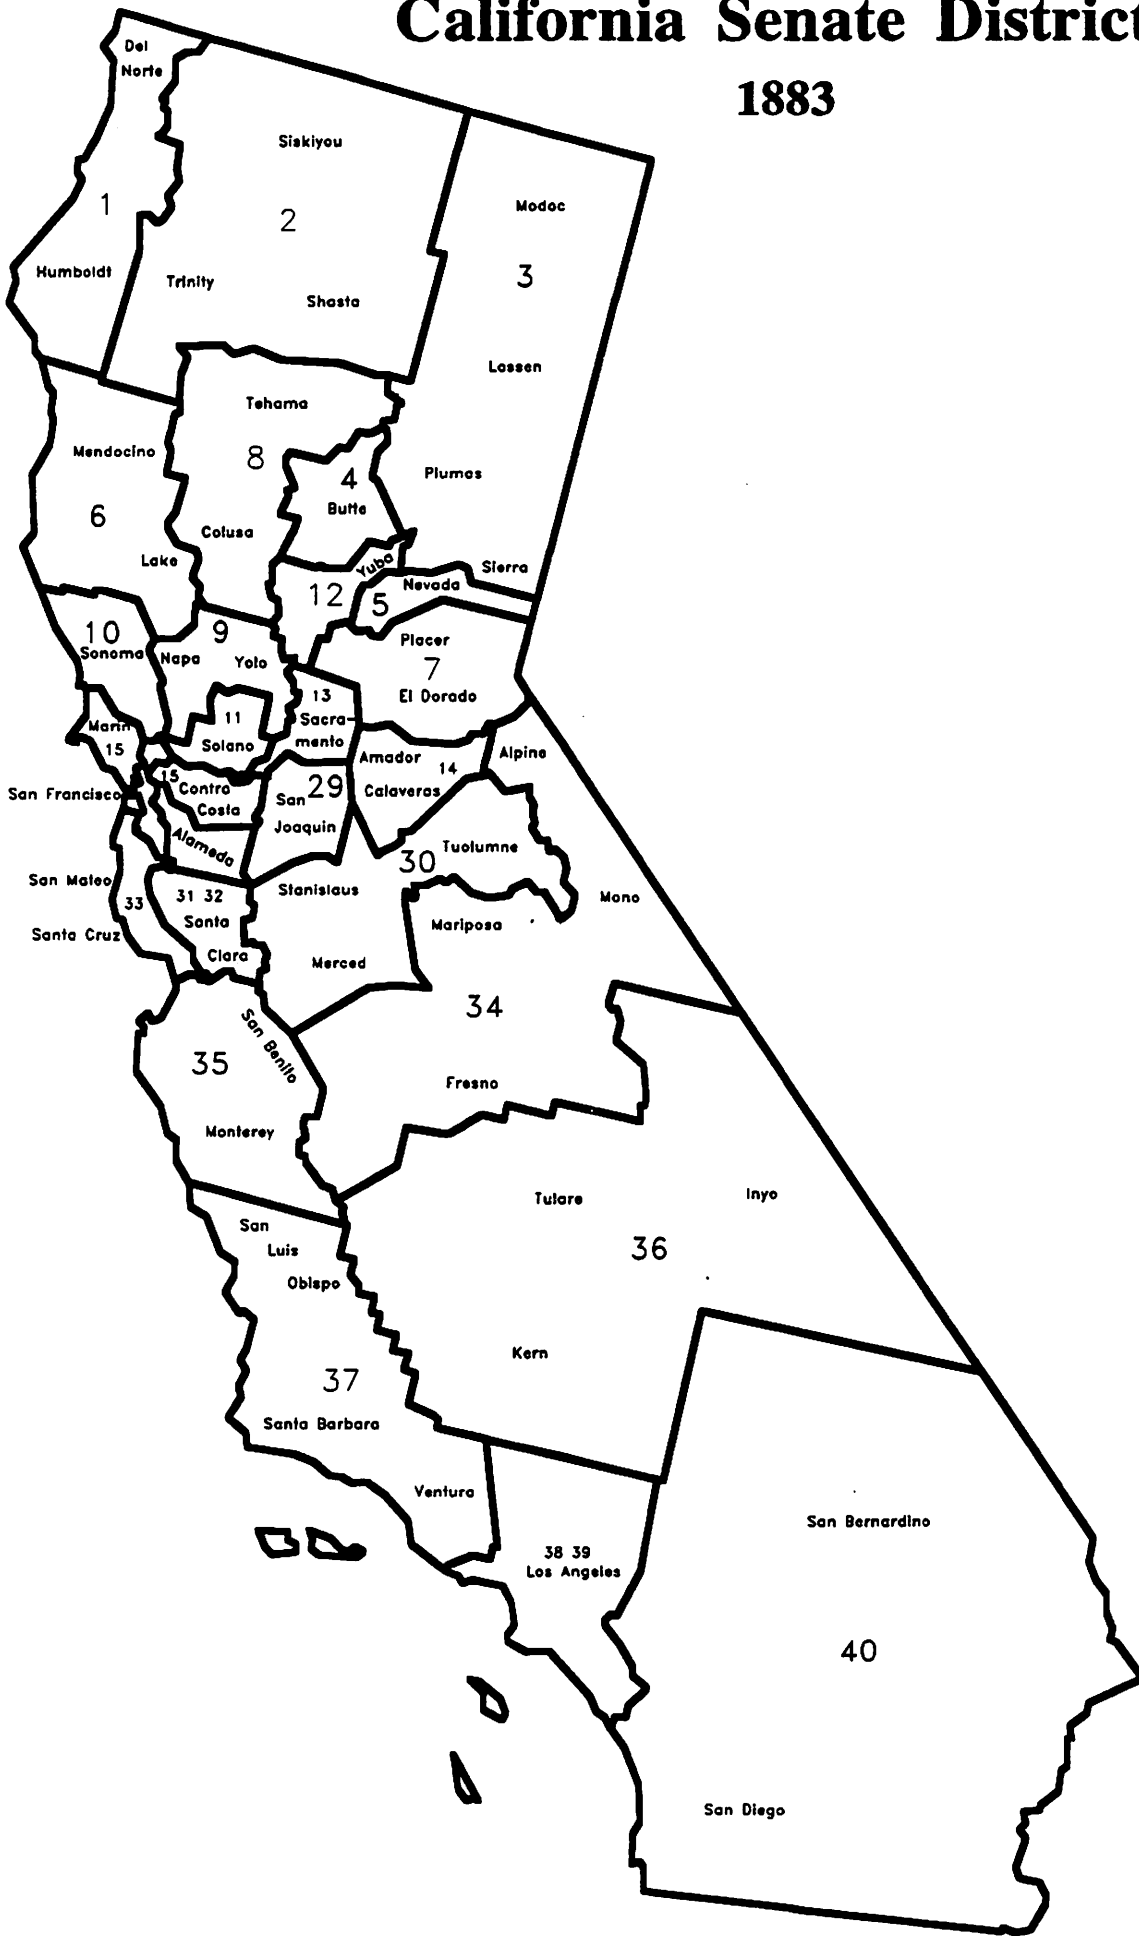 California Senate District
1883
Del
Norte
Siskiyou
1
2
Modoc
3
Humboldt
Trinity
Shasta
Lassen
Tehama
Mendocino
8
4
Plumas
Butte
6
Colusa
Lake
Yuba
Sierra
Nevada
12
5
10
9
Placer
Sonoma
Napa
Yolo
7
El Dorado
13
11
Sacra-
mento
Marin
15
Solano
Amador
14
Alpine
15
Contra
Costa
San Francisco
San
29
Joaquin
Calaveras
Alameda
Tuolumne
30
San Mateo
33
31 32
Santa
Clara
Stanislaus
Mono
Santa Cruz
Mariposa
Merced
34
San Benito
35
Fresno
Monterey
Tulare
Inyo
San
Luis
Obispo
36
Kern
37
Santa Barbara
Ventura
San Bernardino
38 39
Los Angeles
40
San Diego